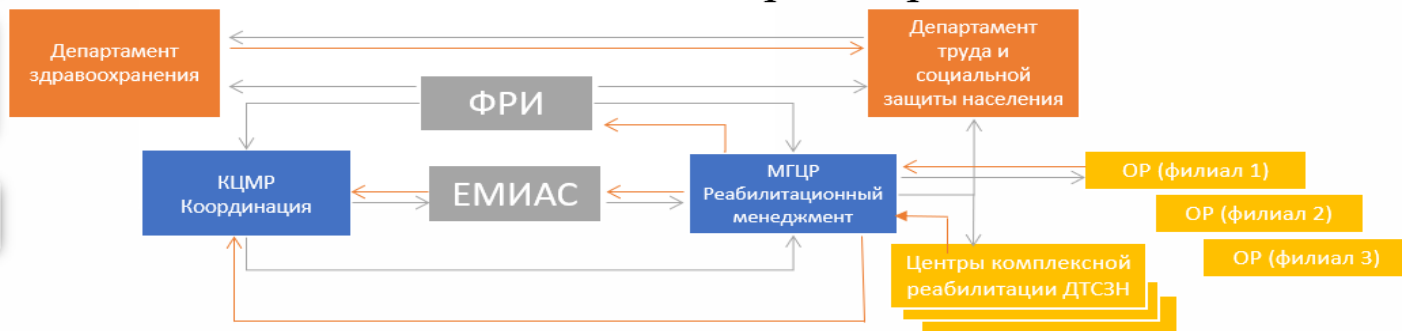 Департамент
здравоохранения
Департамент
труда и
социальной
защиты населения
ФРИ
КЦМР
Координация
ЕМИАС
МГЦР
Реабилитационный
менеджмент
ОР (филиал 1)
ОР (филиал 2)
ОР (филиал 3)
Центры комплексной
реабилитации ДТСЗН